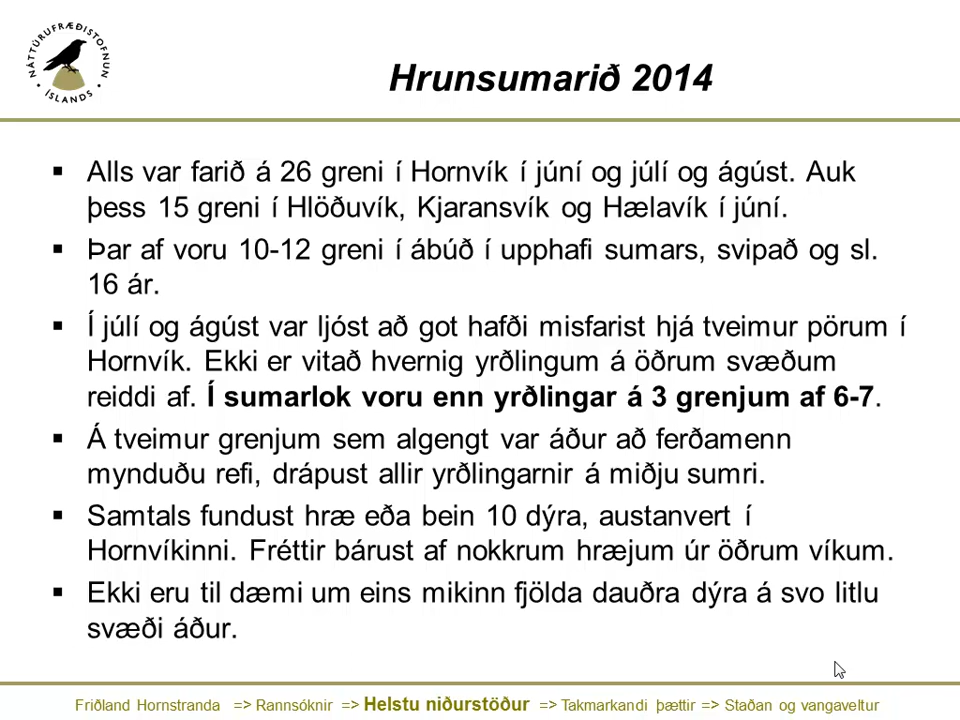 NÁTTÚRUFRÆÐISTOFNUN
• ÍSLANDS •
Hrunsumarið 2014
▪ Alls var farið á 26 greni í Hornvík í júní og júlí og ágúst. Auk
þess 15 greni í Hlöðuvík, Kjaransvík og Hælavík í júní.
▪ Þar af voru 10-12 greni í ábúð í upphafi sumars, svipað og sl.
16 ár.
▪ Í júlí og ágúst var ljóst að got hafði misfarist hjá tveimur pörum í
Hornvík. Ekki er vitað hvernig yrðlingum á öðrum svæðum
reiddi af. Í sumarlok voru enn yrðlingar á 3 grenjum af 6-7.
▪ Á tveimur grenjum sem algengt var áður að ferðamenn
mynduðu refi, drápust allir yrðlingarnir á miðju sumri.
▪ Samtals fundust hræ eða bein 10 dýra, austanvert í
Hornvíkinni. Fréttir bárust af nokkrum hræjum úr öðrum víkum.
▪ Ekki eru til dæmi um eins mikinn fjölda dauðra dýra á svo litlu
svæði áður.
Friðland Hornstranda => Rannsóknir => Helstu niðurstöður => Takmarkandi þættir => Staðan og vangaveltur